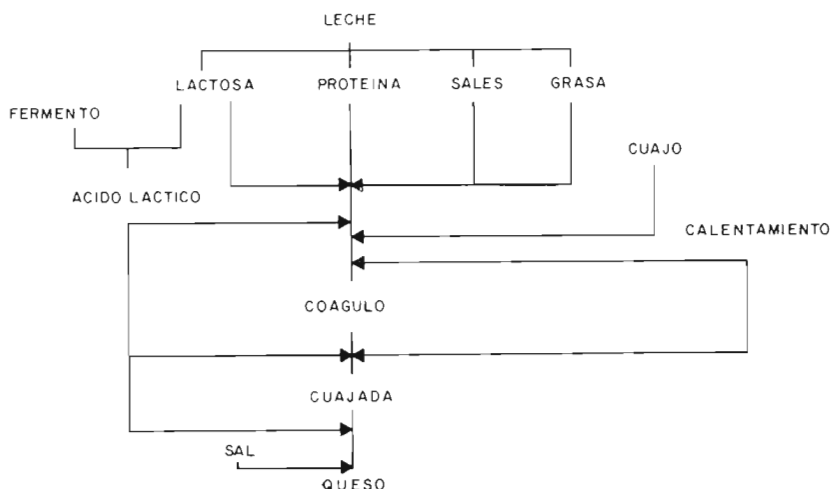 LECHE
LACTOSA PROTEINA SALES GRASA
FERMENTO
CUAJO
ACIDO LACTICO
CALENTAMIENTO
COAGULO
CUAJADA
SAL
QUESO